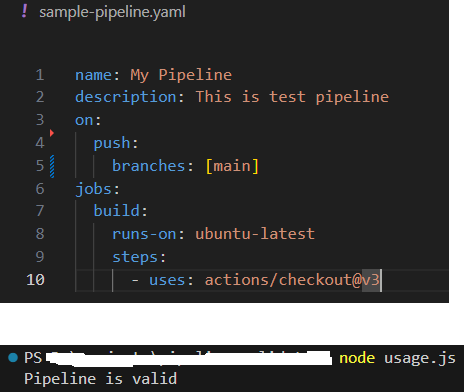 ! sample-pipeline.yaml
1 name: My Pipeline
2 description: This is test pipeline
3 on:
4 push:
5 branches: [main]
6 jobs:
7 build:
8 runs-on: ubuntu-latest
9 steps:
10 - uses: actions/checkout@v3
PS node usage.js
Pipeline is valid